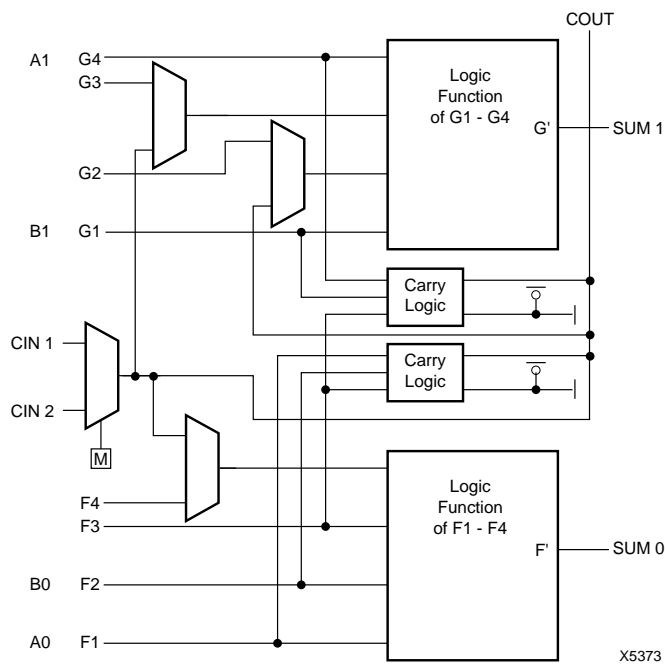 COUT
A1 G4
G3
Logic
Function
of G1 - G4
G'
SUM 1
G2
B1 G1
Carry
Logic
CIN 1
Carry
Logic
CIN 2
M
F4
F3
Logic
Function
of F1 - F4
F'
SUM 0
B0 F2
A0 F1
X5373